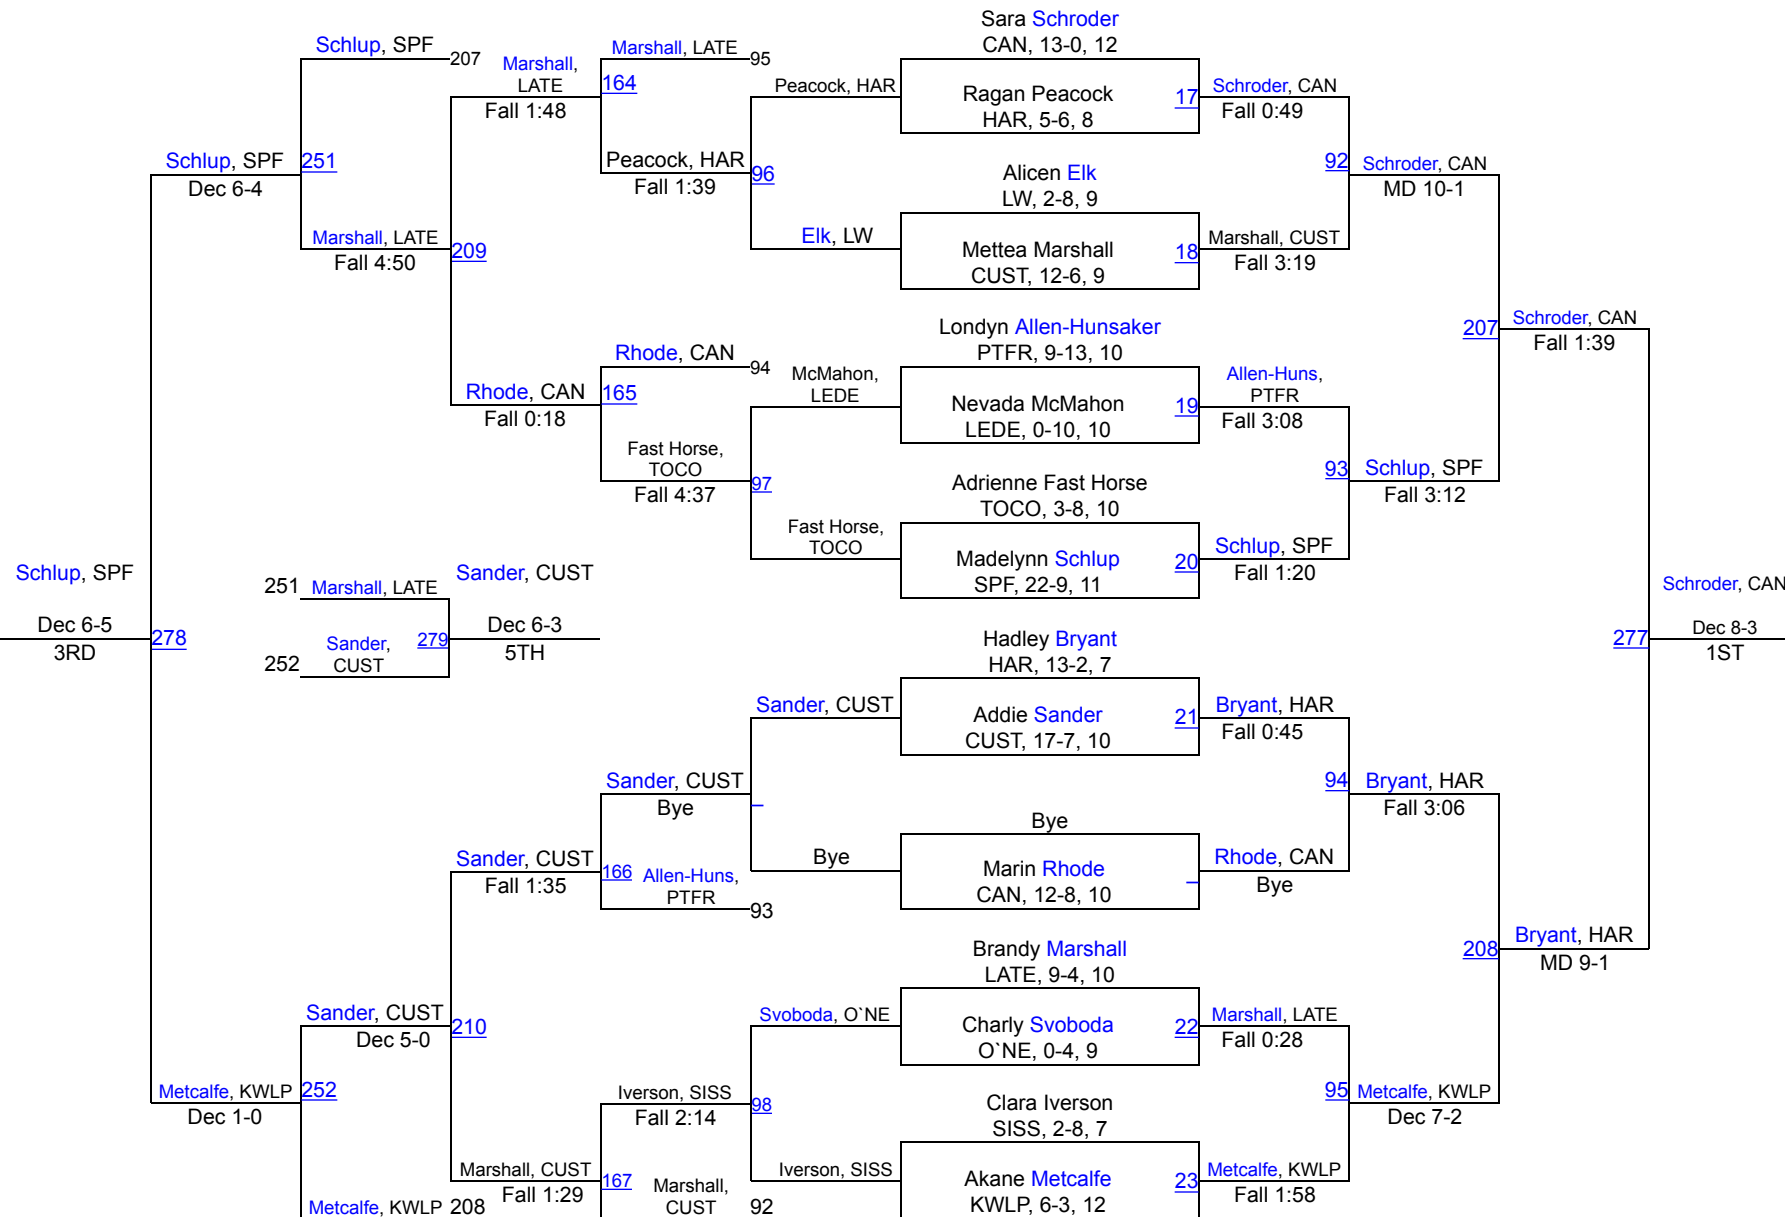 Sara Schroder
CAN, 13-0, 12
Schlup, SPF
207
Marshall, LATE
95
Marshall,
LATE
164
Fall 1:48
Peacock, HAR
Ragan Peacock
HAR, 5-6, 8
17
Schroder, CAN
Fall 0:49
Schlup, SPF
251
Dec 6-4
Peacock, HAR
Fall 1:39
96
Alicen Elk
LW, 2-8, 9
92
Schroder, CAN
MD 10-1
Marshall, LATE
209
Fall 4:50
Elk, LW
Mettea Marshall
CUST, 12-6, 9
18
Marshall, CUST
Fall 3:19
Londyn Allen-Hunsaker
PTFR, 9-13, 10
207
Schroder, CAN
Fall 1:39
Rhode, CAN
94
Rhode, CAN
165
Fall 0:18
McMahon,
LEDE
Nevada McMahon
LEDE, 0-10, 10
19
Allen-Huns,
PTFR
Fall 3:08
Fast Horse,
TOCO
Fall 4:37
97
Adrienne Fast Horse
TOCO, 3-8, 10
93
Schlup, SPF
Fall 3:12
Fast Horse,
TOCO
Madelynn Schlup
SPF, 22-9, 11
20
Schlup, SPF
Fall 1:20
Schlup, SPF
Dec 6-5
3RD
278
251
Marshall, LATE
Sander, CUST
252
Sander,
CUST
279
Dec 6-3
5TH
Schroder, CAN
277
Dec 8-3
1ST
Hadley Bryant
HAR, 13-2, 7
Sander, CUST
Addie Sander
CUST, 17-7, 10
21
Bryant, HAR
Fall 0:45
Sander, CUST
Bye
–
94
Bryant, HAR
Fall 3:06
Bye
Sander, CUST
Fall 1:35
166
Allen-Huns,
PTFR
93
Bye
Marin Rhode
CAN, 12-8, 10
–
Rhode, CAN
Bye
Brandy Marshall
LATE, 9-4, 10
208
Bryant, HAR
MD 9-1
Sander, CUST
Dec 5-0
210
Svoboda, O`NE
Charly Svoboda
O`NE, 0-4, 9
22
Marshall, LATE
Fall 0:28
Metcalfe, KWLP
Dec 1-0
252
Iverson, SISS
Fall 2:14
98
Clara Iverson
SISS, 2-8, 7
95
Metcalfe, KWLP
Dec 7-2
Marshall, CUST
Fall 1:29
167
Marshall,
CUST
92
Iverson, SISS
Akane Metcalfe
KWLP, 6-3, 12
23
Metcalfe, KWLP
Fall 1:58
Metcalfe, KWLP
208